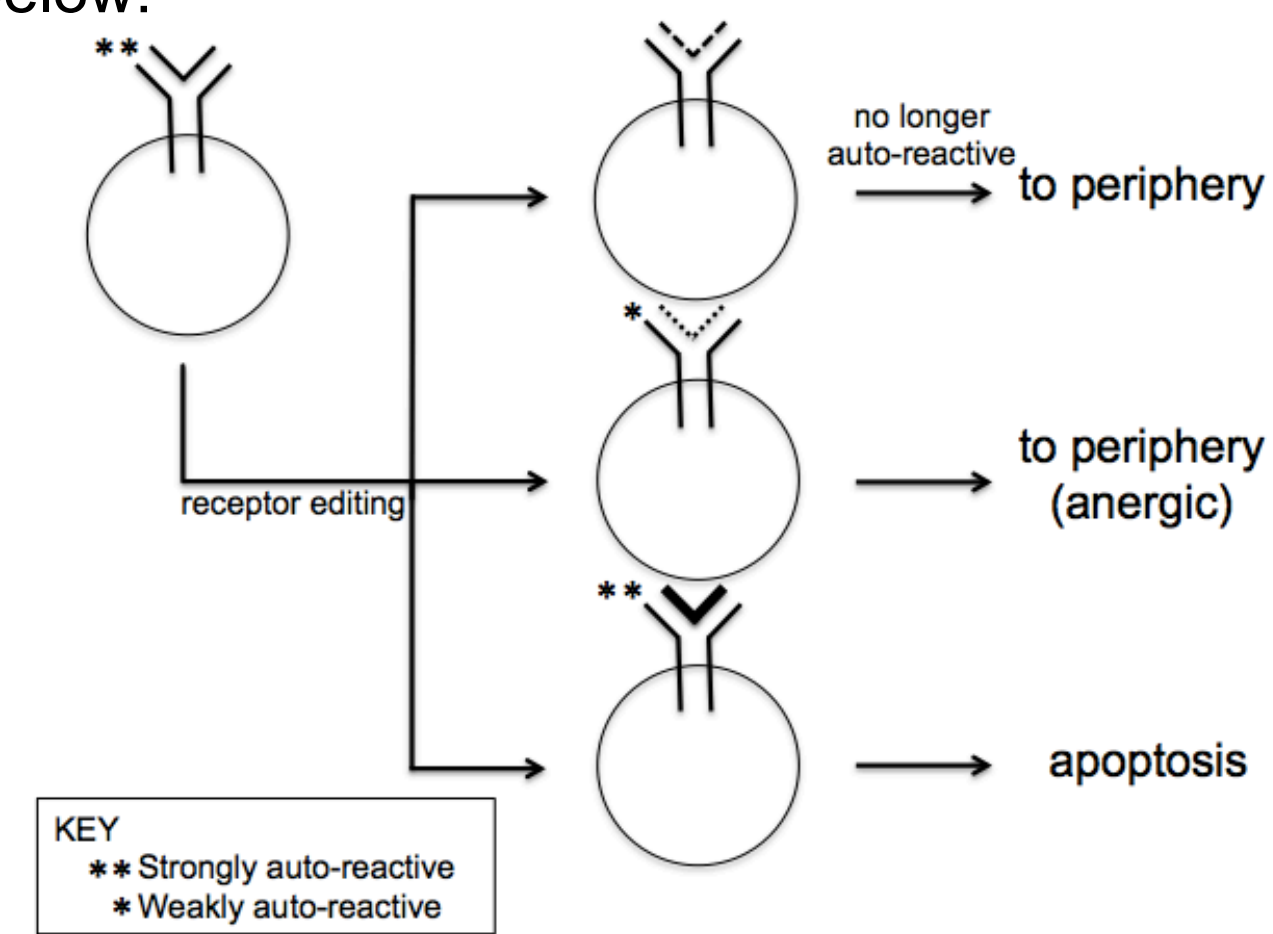 **
no longer
auto-reactive
to periphery
*
receptor editing
to periphery
(anergic)
**
apoptosis
KEY
** Strongly auto-reactive
* Weakly auto-reactive